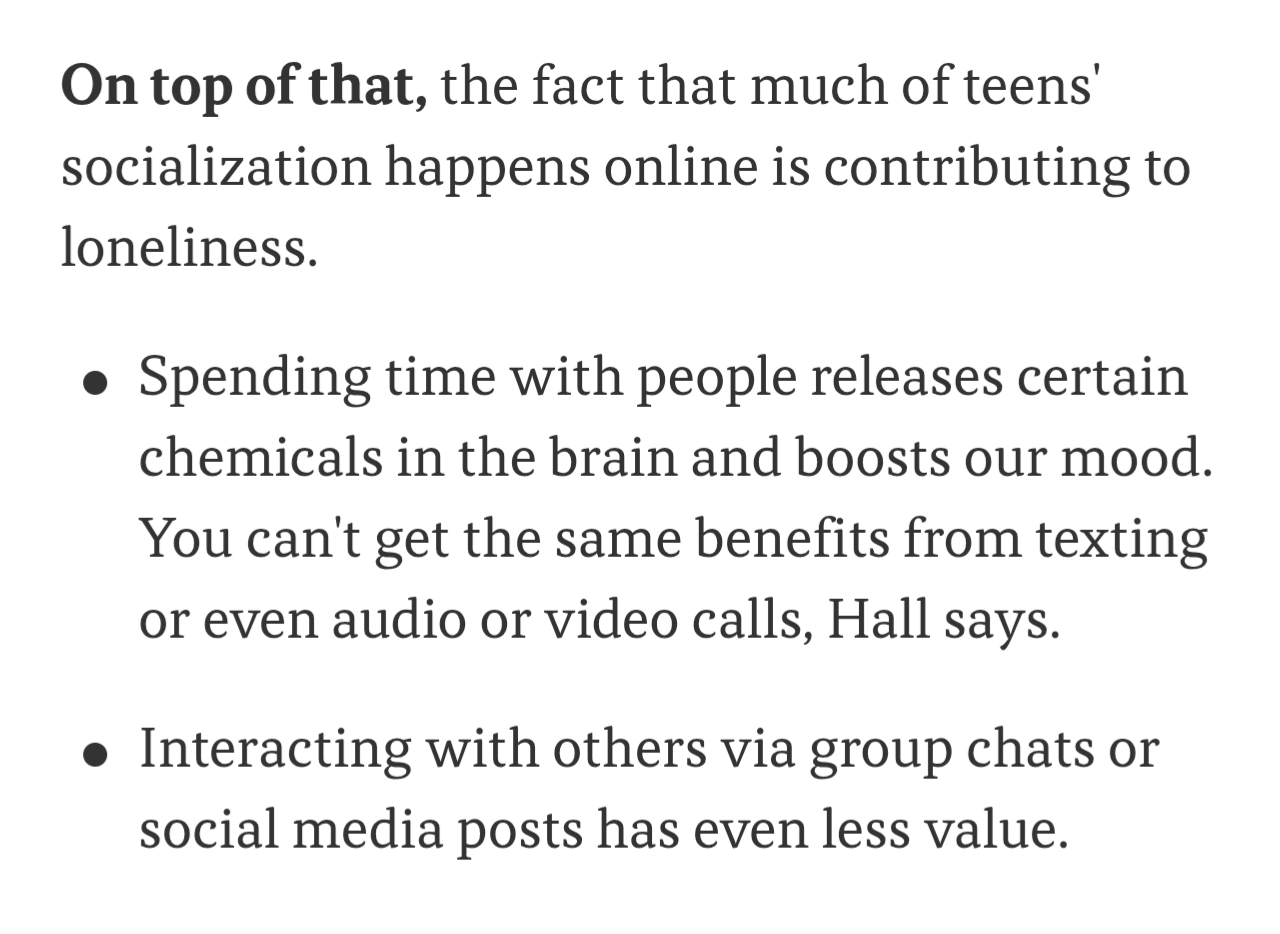 On top of that, the fact that much of teens'
socialization happens online is contributing to
loneliness.
● Spending time with people releases certain
chemicals in the brain and boosts our mood.
You can't get the same benefits from texting
or even audio or video calls, Hall says.
● Interacting with others via group chats or
social media posts has even less value.